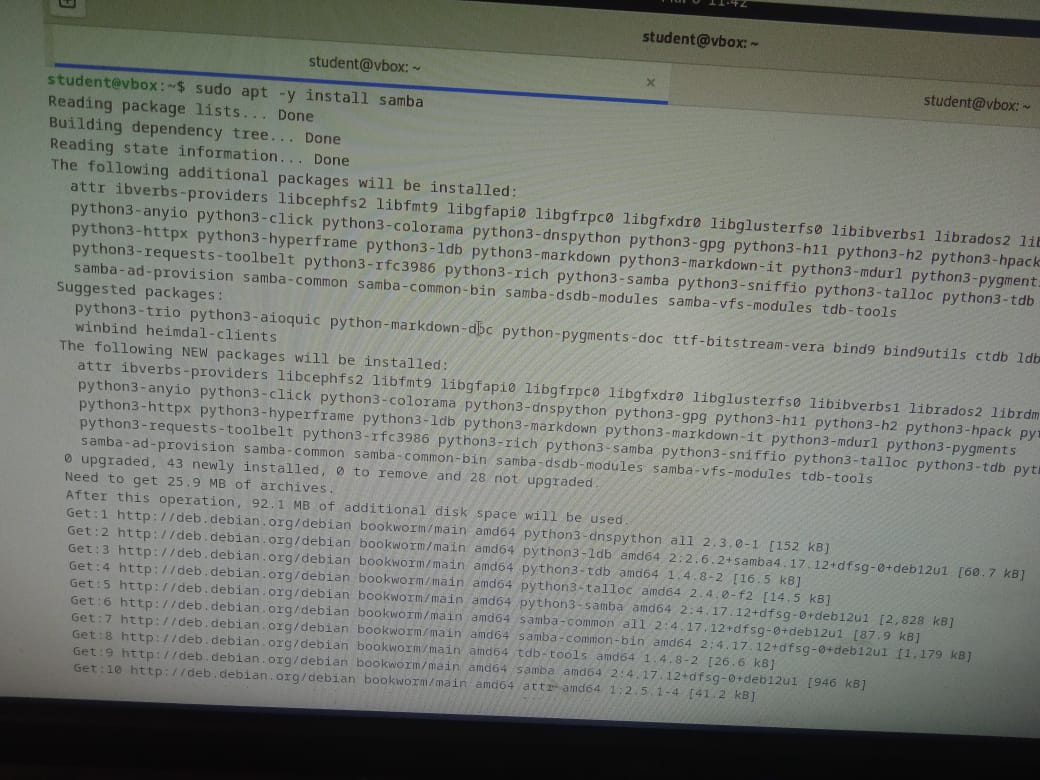 11:42
student@vbox: ~
student@vbox: ~
student@vbox: ~
student@vbox:~$ sudo apt -y install samba
Reading package lists... Done
Building dependency tree... Done
Reading state information... Done
The following additional packages will be installed:
attr ibverbs-providers libcephfs2 libfmt9 libgfapi0 libgfrpc0 libgfxdr0 libglusterfs0 libibverbs1 librados2
python3-anyio python3-click python3-colorama python3-dnspython python3-gpg python3-h11 python3-h2 python3-hpack
python3-httpx python3-hyperframe python3-ldb python3-markdown python3-markdown-it python3-mdurl python3-pygments
python3-requests-toolbelt python3-rfc3986 python3-rich python3-samba python3-sniffio python3-talloc python3-tdb
samba-ad-provision samba-common samba-common-bin samba-dsdb-modules samba-vfs-modules tdb-tools
Suggested packages:
python3-trio python3-aioquic python-markdown-doc python-pygments-doc ttf-bitstream-vera bind9 bind9utils ctdb ldb
winbind heimdal-clients
The following NEW packages will be installed:
attr ibverbs-providers libcephfs2 libfmt9 libgfapi0 libgfrpc0 libgfxdr0 libglusterfs0 libibverbs1 librados2 librdm
python3-anyio python3-click python3-colorama python3-dnspython python3-gpg python3-h11 python3-h2 python3-hpack pyt
python3-httpx python3-hyperframe python3-ldb python3-markdown python3-markdown-it python3-mdurl python3-pygments
python3-requests-toolbelt python3-rfc3986 python3-rich python3-samba python3-sniffio python3-talloc python3-tdb pyt
samba-ad-provision samba-common samba-common-bin samba-dsdb-modules samba-vfs-modules tdb-tools
0 upgraded, 43 newly installed, 0 to remove and 28 not upgraded.
Need to get 25.9 MB of archives.
After this operation, 92.1 MB of additional disk space will be used.
Get:1 http://deb.debian.org/debian bookworm/main amd64 python3-dnspython all 2.3.0-1 [152 kB]
Get:2 http://deb.debian.org/debian bookworm/main amd64 python3-ldb amd64 2:2.6.2+samba4.17.12+dfsg-0+deb12u1 [60.7 kB]
Get:3 http://deb.debian.org/debian bookworm/main amd64 python3-tdb amd64 1.4.8-2 [16.5 kB]
Get:4 http://deb.debian.org/debian bookworm/main amd64 python3-talloc amd64 2.4.0-f2 [14.5 kB]
Get:5 http://deb.debian.org/debian bookworm/main amd64 python3-samba amd64 2:4.17.12+dfsg-0+deb12u1 [2,828 kB]
Get:6 http://deb.debian.org/debian bookworm/main amd64 samba-common all 2:4.17.12+dfsg-0+deb12u1 [87.9 kB]
Get:7 http://deb.debian.org/debian bookworm/main amd64 samba-common-bin amd64 2:4.17.12+dfsg-0+deb12u1 [1,179 kB]
Get:8 http://deb.debian.org/debian bookworm/main amd64 tdb-tools amd64 1.4.8-2 [26.6 kB]
Get:9 http://deb.debian.org/debian bookworm/main amd64 samba amd64 2:4.17.12+dfsg-0+deb12u1 [946 kB]
Get:10 http://deb.debian.org/debian bookworm/main amd64 attr amd64 1:2.5.1-4 [41.2 kB]